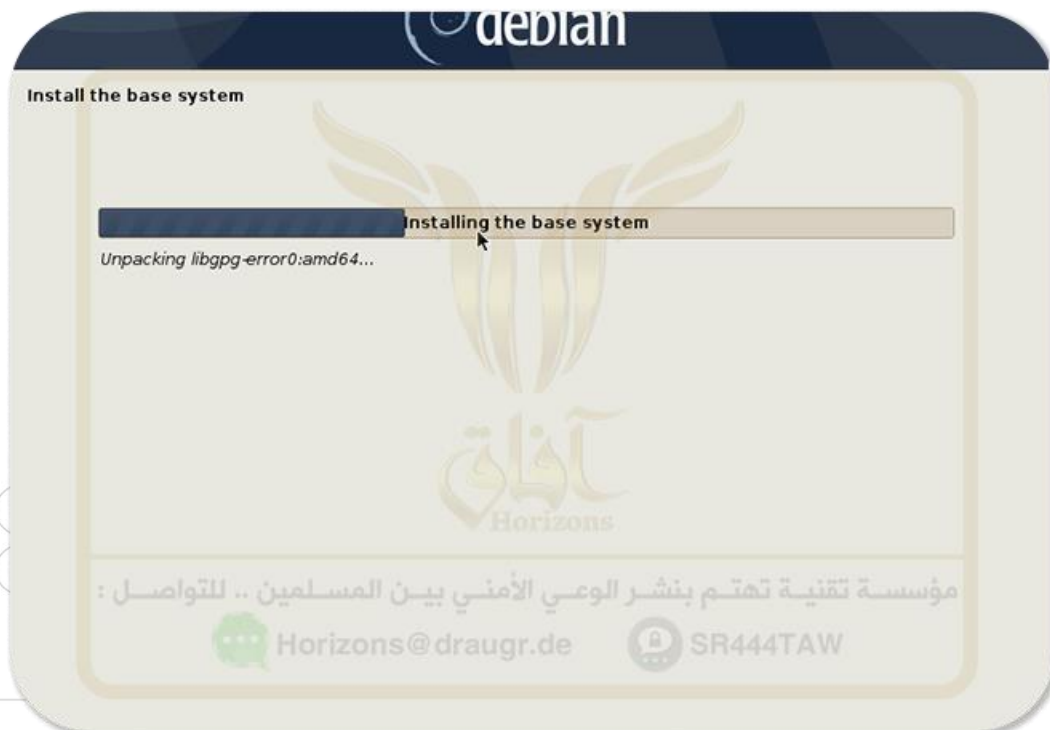 debian
Install the base system
Installing the base system
Unpacking libgpg-error0:amd64...
آفاق
Horizons
مؤسسة تقنية تهتم بنشر الوعي الأمني بين المسلمين .. للتواصل :
Horizons@draugr.de
SR444TAW